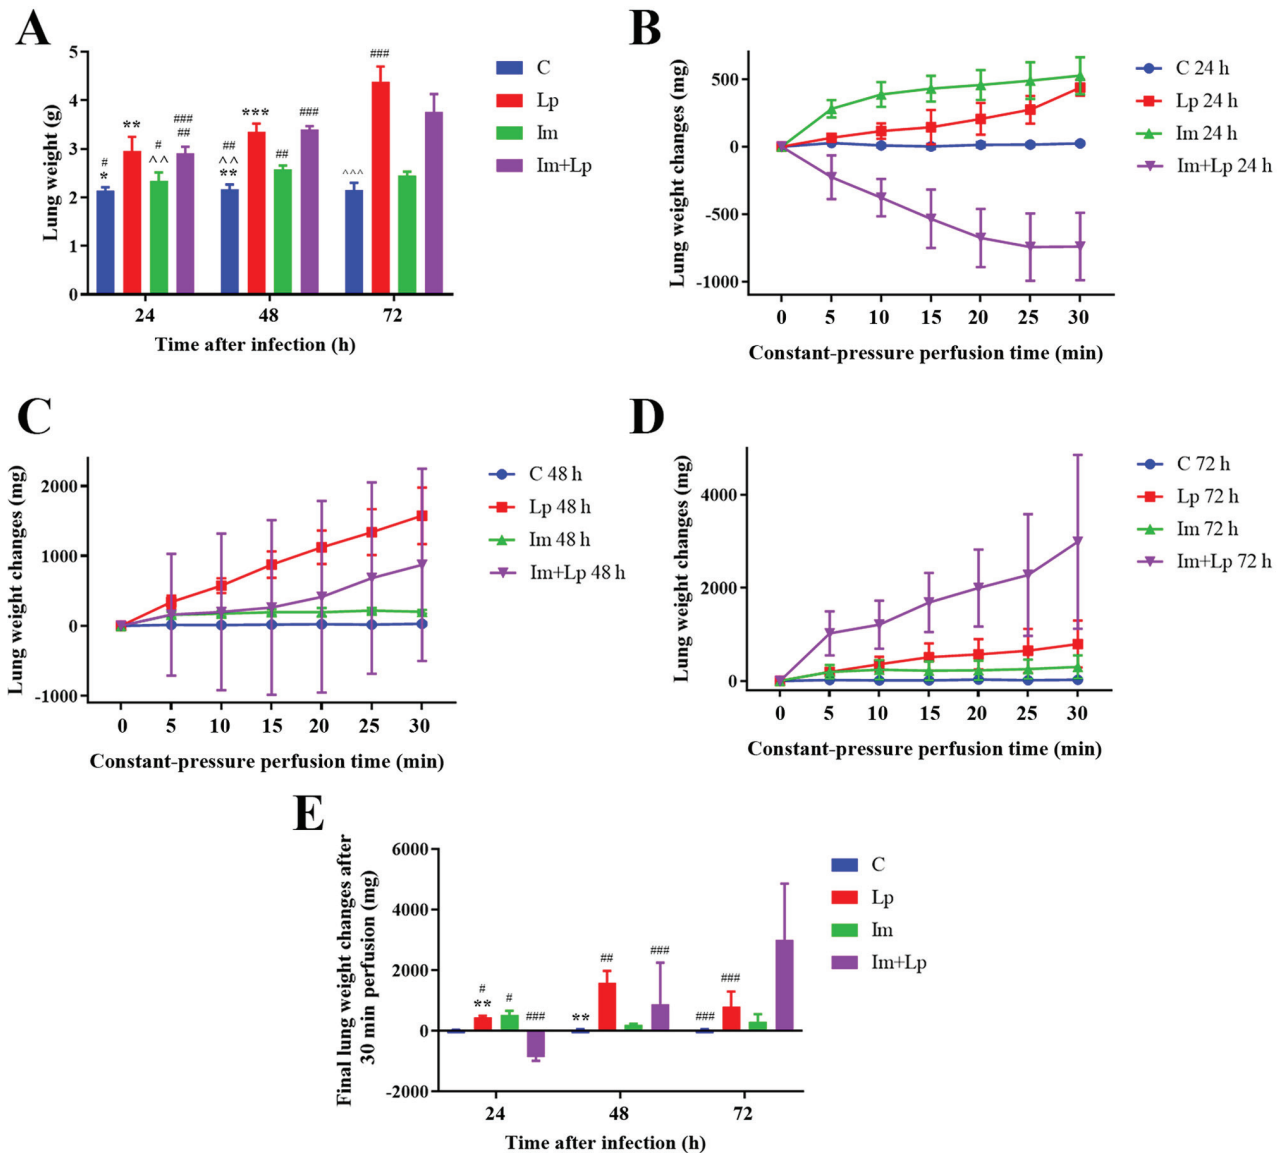 A
Lung weight (g)
5
4
3
2
1
0
#
*
**
#
^^
###
##
##
^^
**
***
##
###
^^^
###
24
48
72
Time after infection (h)
C
Lp
Im
Im+Lp
B
Lung weight changes (mg)
500
0
-500
-1000
0 5 10 15 20 25 30
Constant-pressure perfusion time (min)
C 24 h
Lp 24 h
Im 24 h
Im+Lp 24 h
C
Lung weight changes (mg)
2000
1000
0
-1000
0 5 10 15 20 25 30
Constant-pressure perfusion time (min)
C 48 h
Lp 48 h
Im 48 h
Im+Lp 48 h
D
Lung weight changes (mg)
4000
2000
0
0 5 10 15 20 25 30
Constant-pressure perfusion time (min)
C 72 h
Lp 72 h
Im 72 h
Im+Lp 72 h
E
Final lung weight changes after
30 min perfusion (mg)
6000
4000
2000
0
-2000
#
**
#
###
**
##
###
###
###
24
48
72
Time after infection (h)
C
Lp
Im
Im+Lp